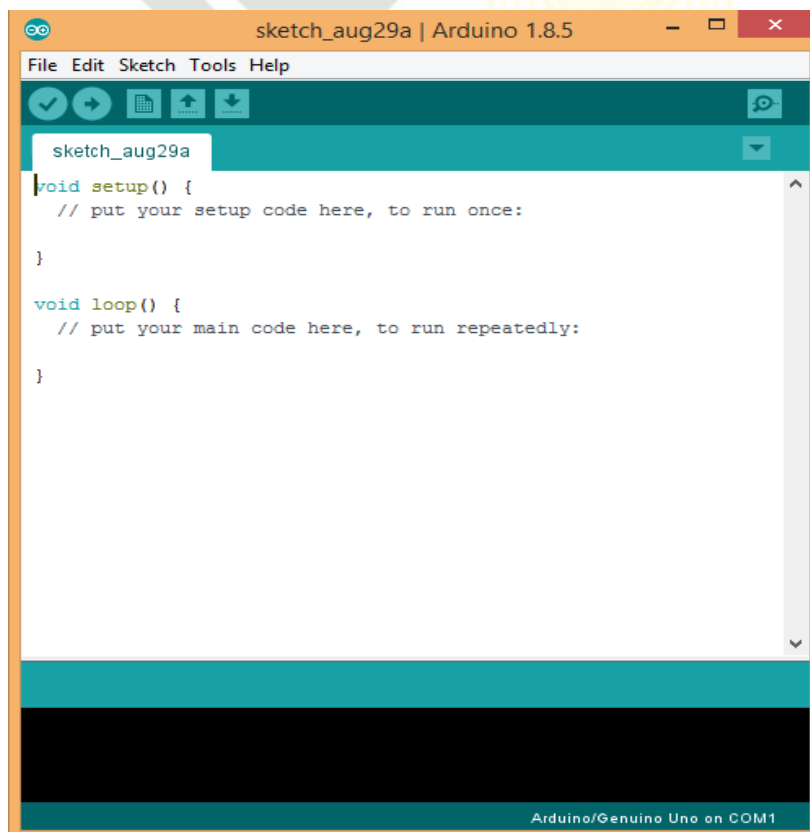 sketch_aug29a | Arduino 1.8.5
File Edit Sketch Tools Help
sketch_aug29a
void setup() {
  // put your setup code here, to run once:
}
void loop() {
  // put your main code here, to run repeatedly:
}
Arduino/Genuino Uno on COM1